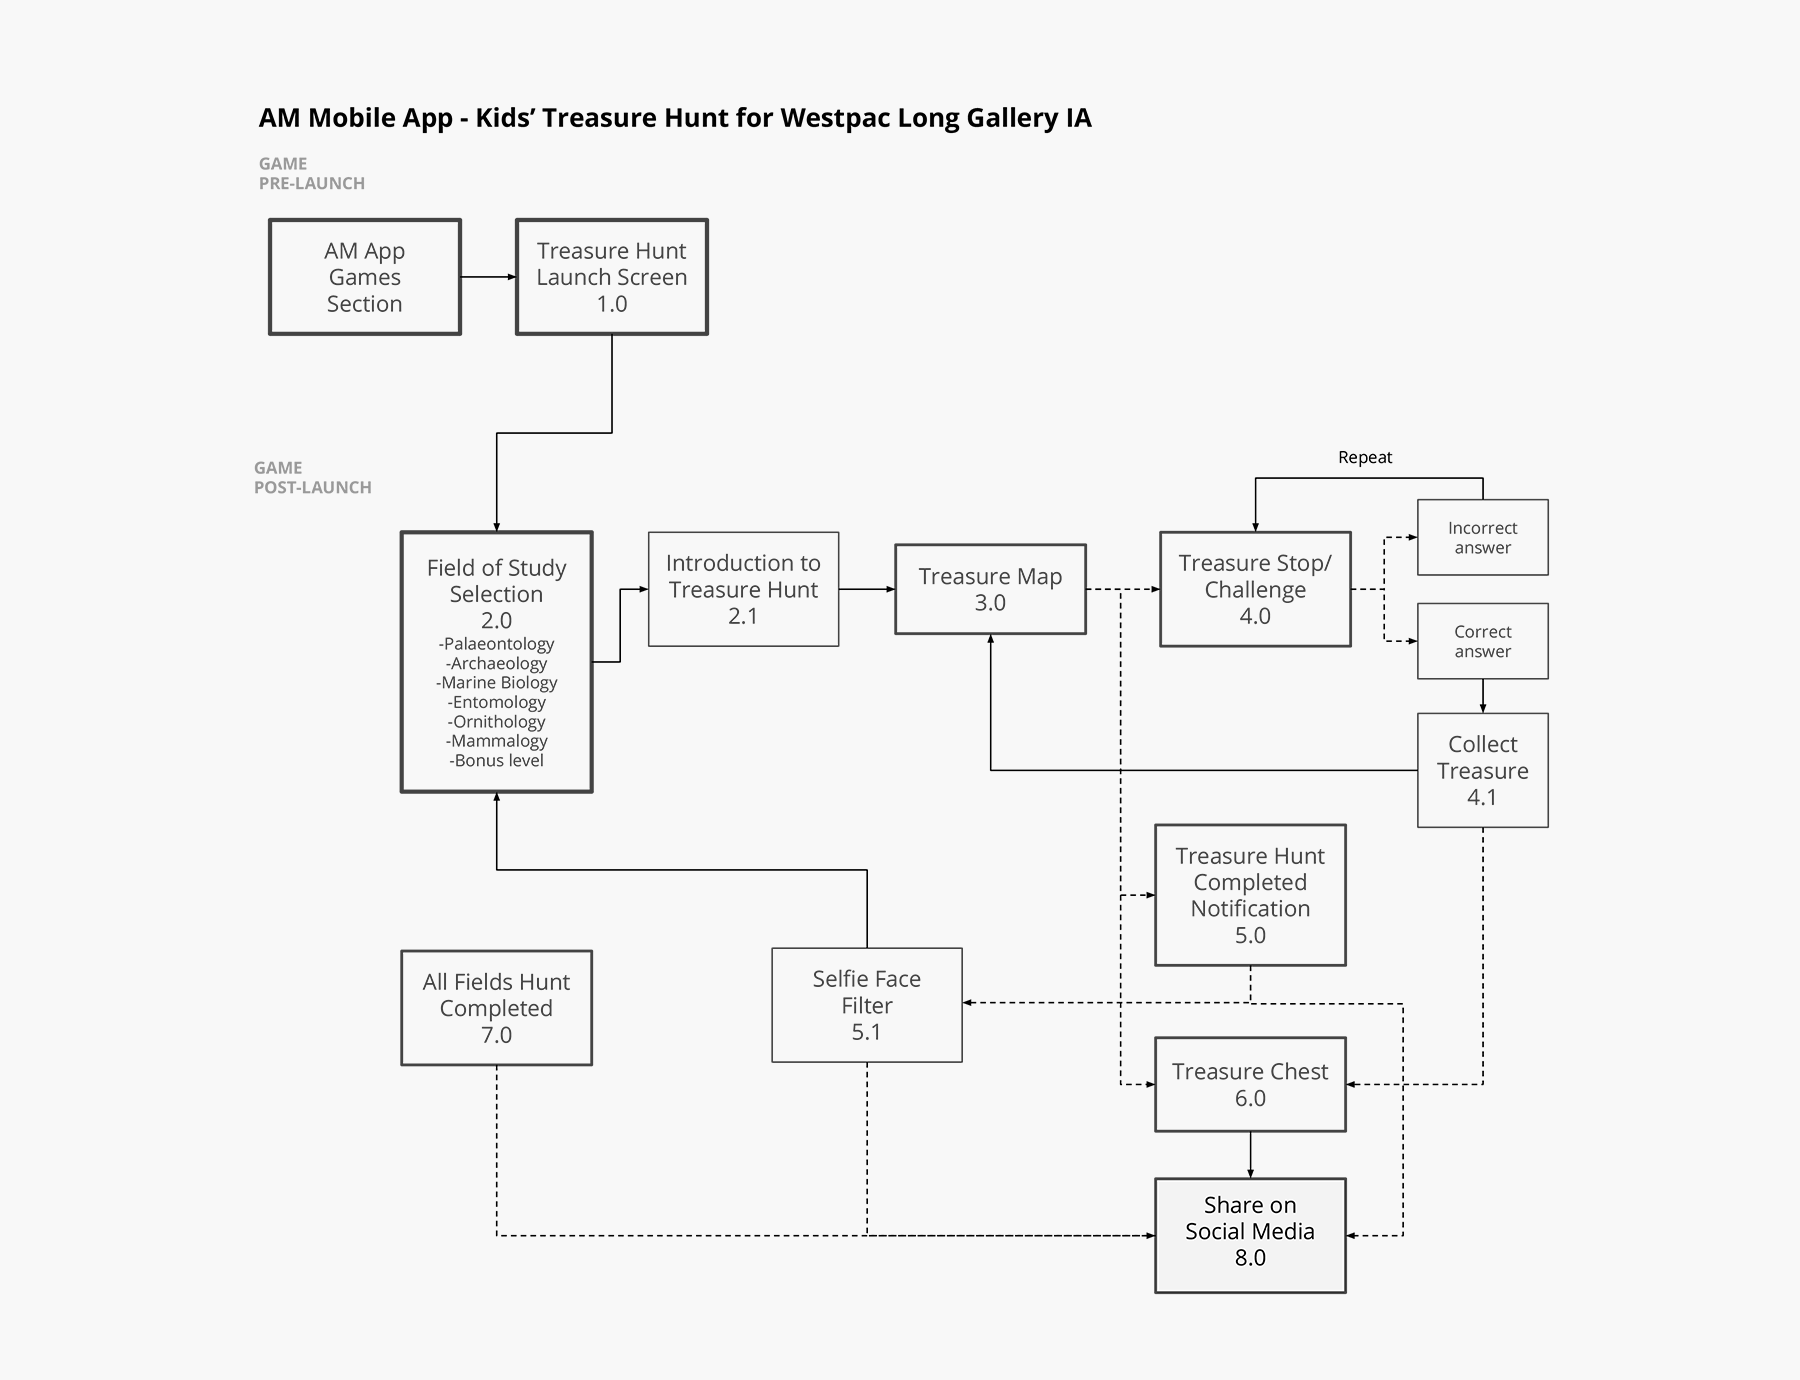 AM Mobile App - Kids’ Treasure Hunt for Westpac Long Gallery IA
GAME
PRE-LAUNCH
AM App
Games
Section
Treasure Hunt
Launch Screen
1.0
GAME
POST-LAUNCH
Field of Study
Selection
2.0
-Palaeontology
-Archaeology
-Marine Biology
-Entomology
-Ornithology
-Mammalogy
-Bonus level
Introduction to
Treasure Hunt
2.1
Treasure Map
3.0
Treasure Stop/
Challenge
4.0
Repeat
Incorrect
answer
Correct
answer
Collect
Treasure
4.1
Treasure Hunt
Completed
Notification
5.0
All Fields Hunt
Completed
7.0
Selfie Face
Filter
5.1
Treasure Chest
6.0
Share on
Social Media
8.0